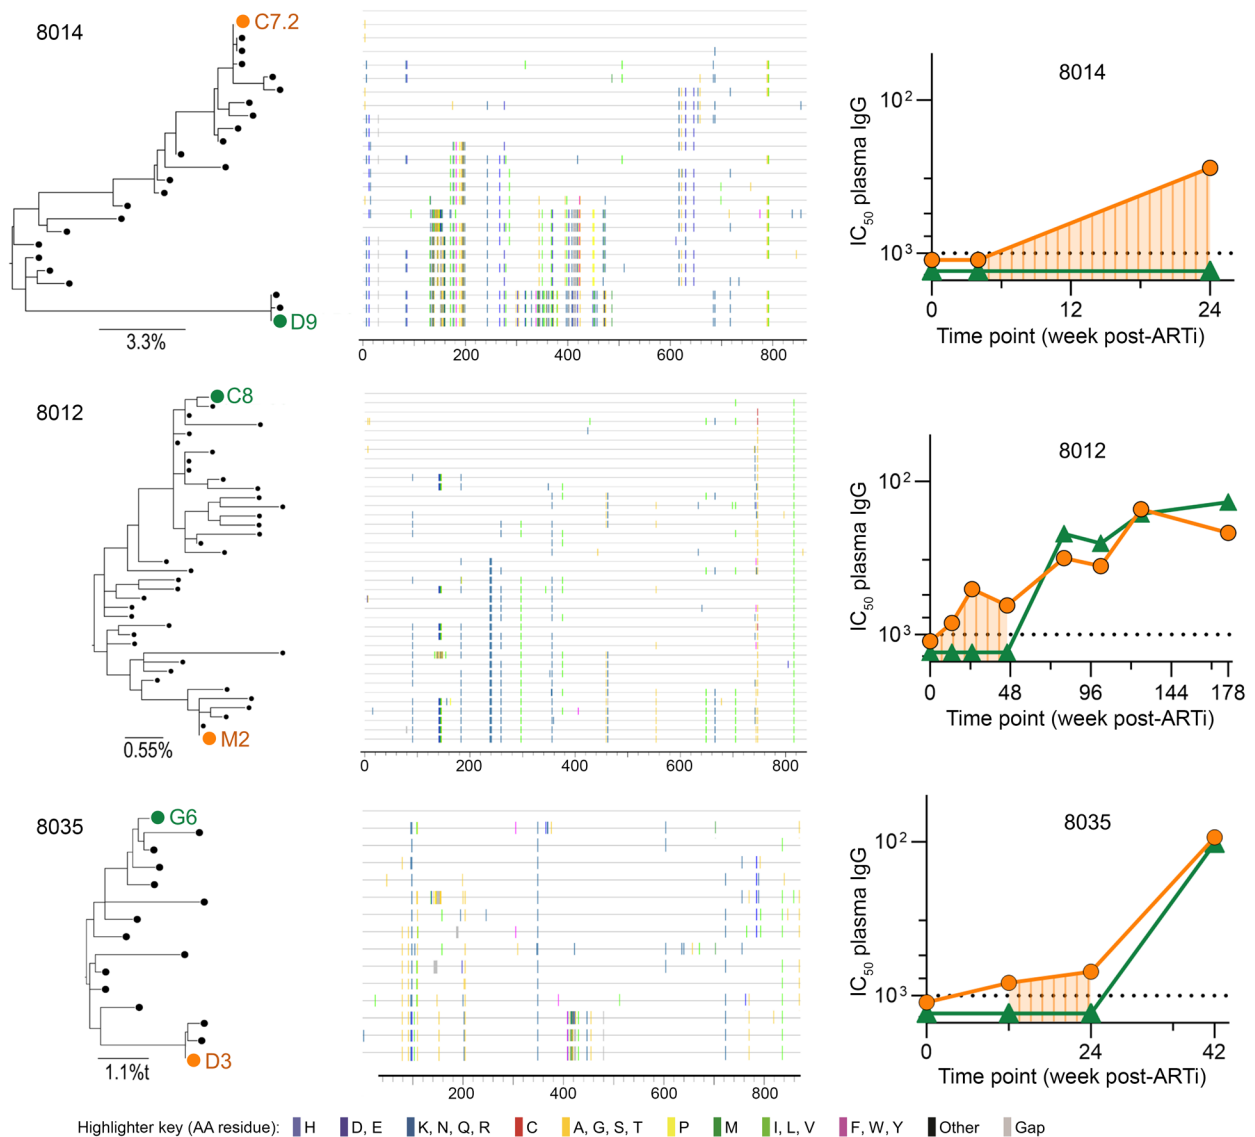 8014
C7.2
D9
3.3%
0 200 400 600 800
8014
IC50 plasma IgG
10²
10³
0 12 24
Time point (week post-ARTi)
8012
C8
M2
0.55%
0 200 400 600 800
8012
IC50 plasma IgG
10²
10³
0 48 96 144 178
Time point (week post-ARTi)
8035
G6
D3
1.1%t
200 400 600 800
8035
IC50 plasma IgG
10²
10³
0 24 42
Time point (week post-ARTi)
Highlighter key (AA residue): H D, E K, N, Q, R C A, G, S, T P M I, L, V F, W, Y Other Gap